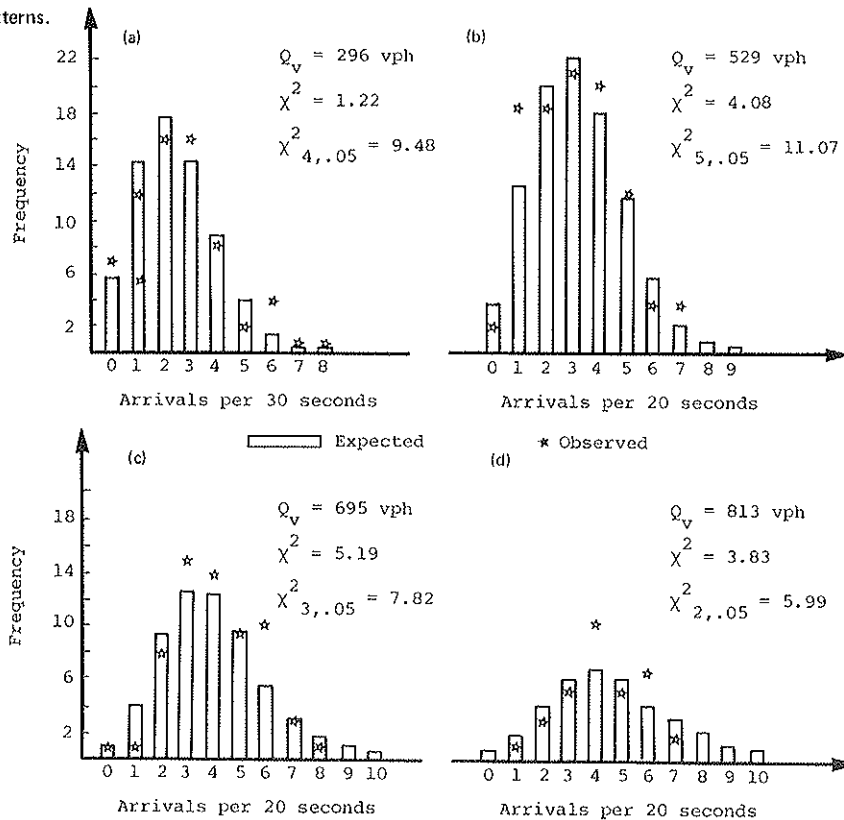 tterns.
(a)
Q_v = 296 vph
χ² = 1.22
χ²_4,.05 = 9.48
22
18
14
10
6
2
Frequency
0 1 2 3 4 5 6 7 8
Arrivals per 30 seconds
(b)
Q_v = 529 vph
χ² = 4.08
χ²_5,.05 = 11.07
0 1 2 3 4 5 6 7 8 9
Arrivals per 20 seconds
Expected
Observed
(c)
Q_v = 695 vph
χ² = 5.19
χ²_3,.05 = 7.82
18
14
10
6
2
Frequency
0 1 2 3 4 5 6 7 8 9 10
Arrivals per 20 seconds
(d)
Q_v = 813 vph
χ² = 3.83
χ²_2,.05 = 5.99
0 1 2 3 4 5 6 7 8 9 10
Arrivals per 20 seconds